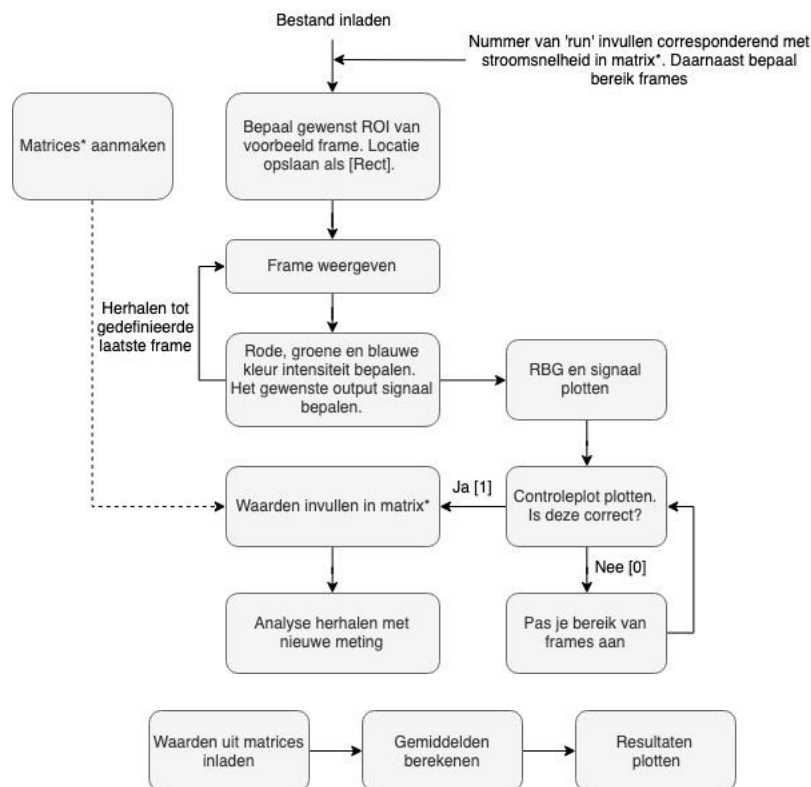 Bestand inladen
Nummer van 'run' invullen corresponderend met
stroomsnelheid in matrix*. Daarnaast bepaal
bereik frames
Matrices* aanmaken
Bepaal gewenst ROI van
voorbeeld frame. Locatie
opslaan als [Rect].
Frame weergeven
Herhalen tot
gedefinieerde
laatste frame
Rode, groene en blauwe
kleur intensiteit bepalen.
Het gewenste output signaal
bepalen.
RBG en signaal
plotten
Waarden invullen in matrix*
Ja [1]
Controleplot plotten.
Is deze correct?
Nee [0]
Analyse herhalen met
nieuwe meting
Pas je bereik van
frames aan
Waarden uit matrices
inladen
Gemiddelden
berekenen
Resultaten
plotten